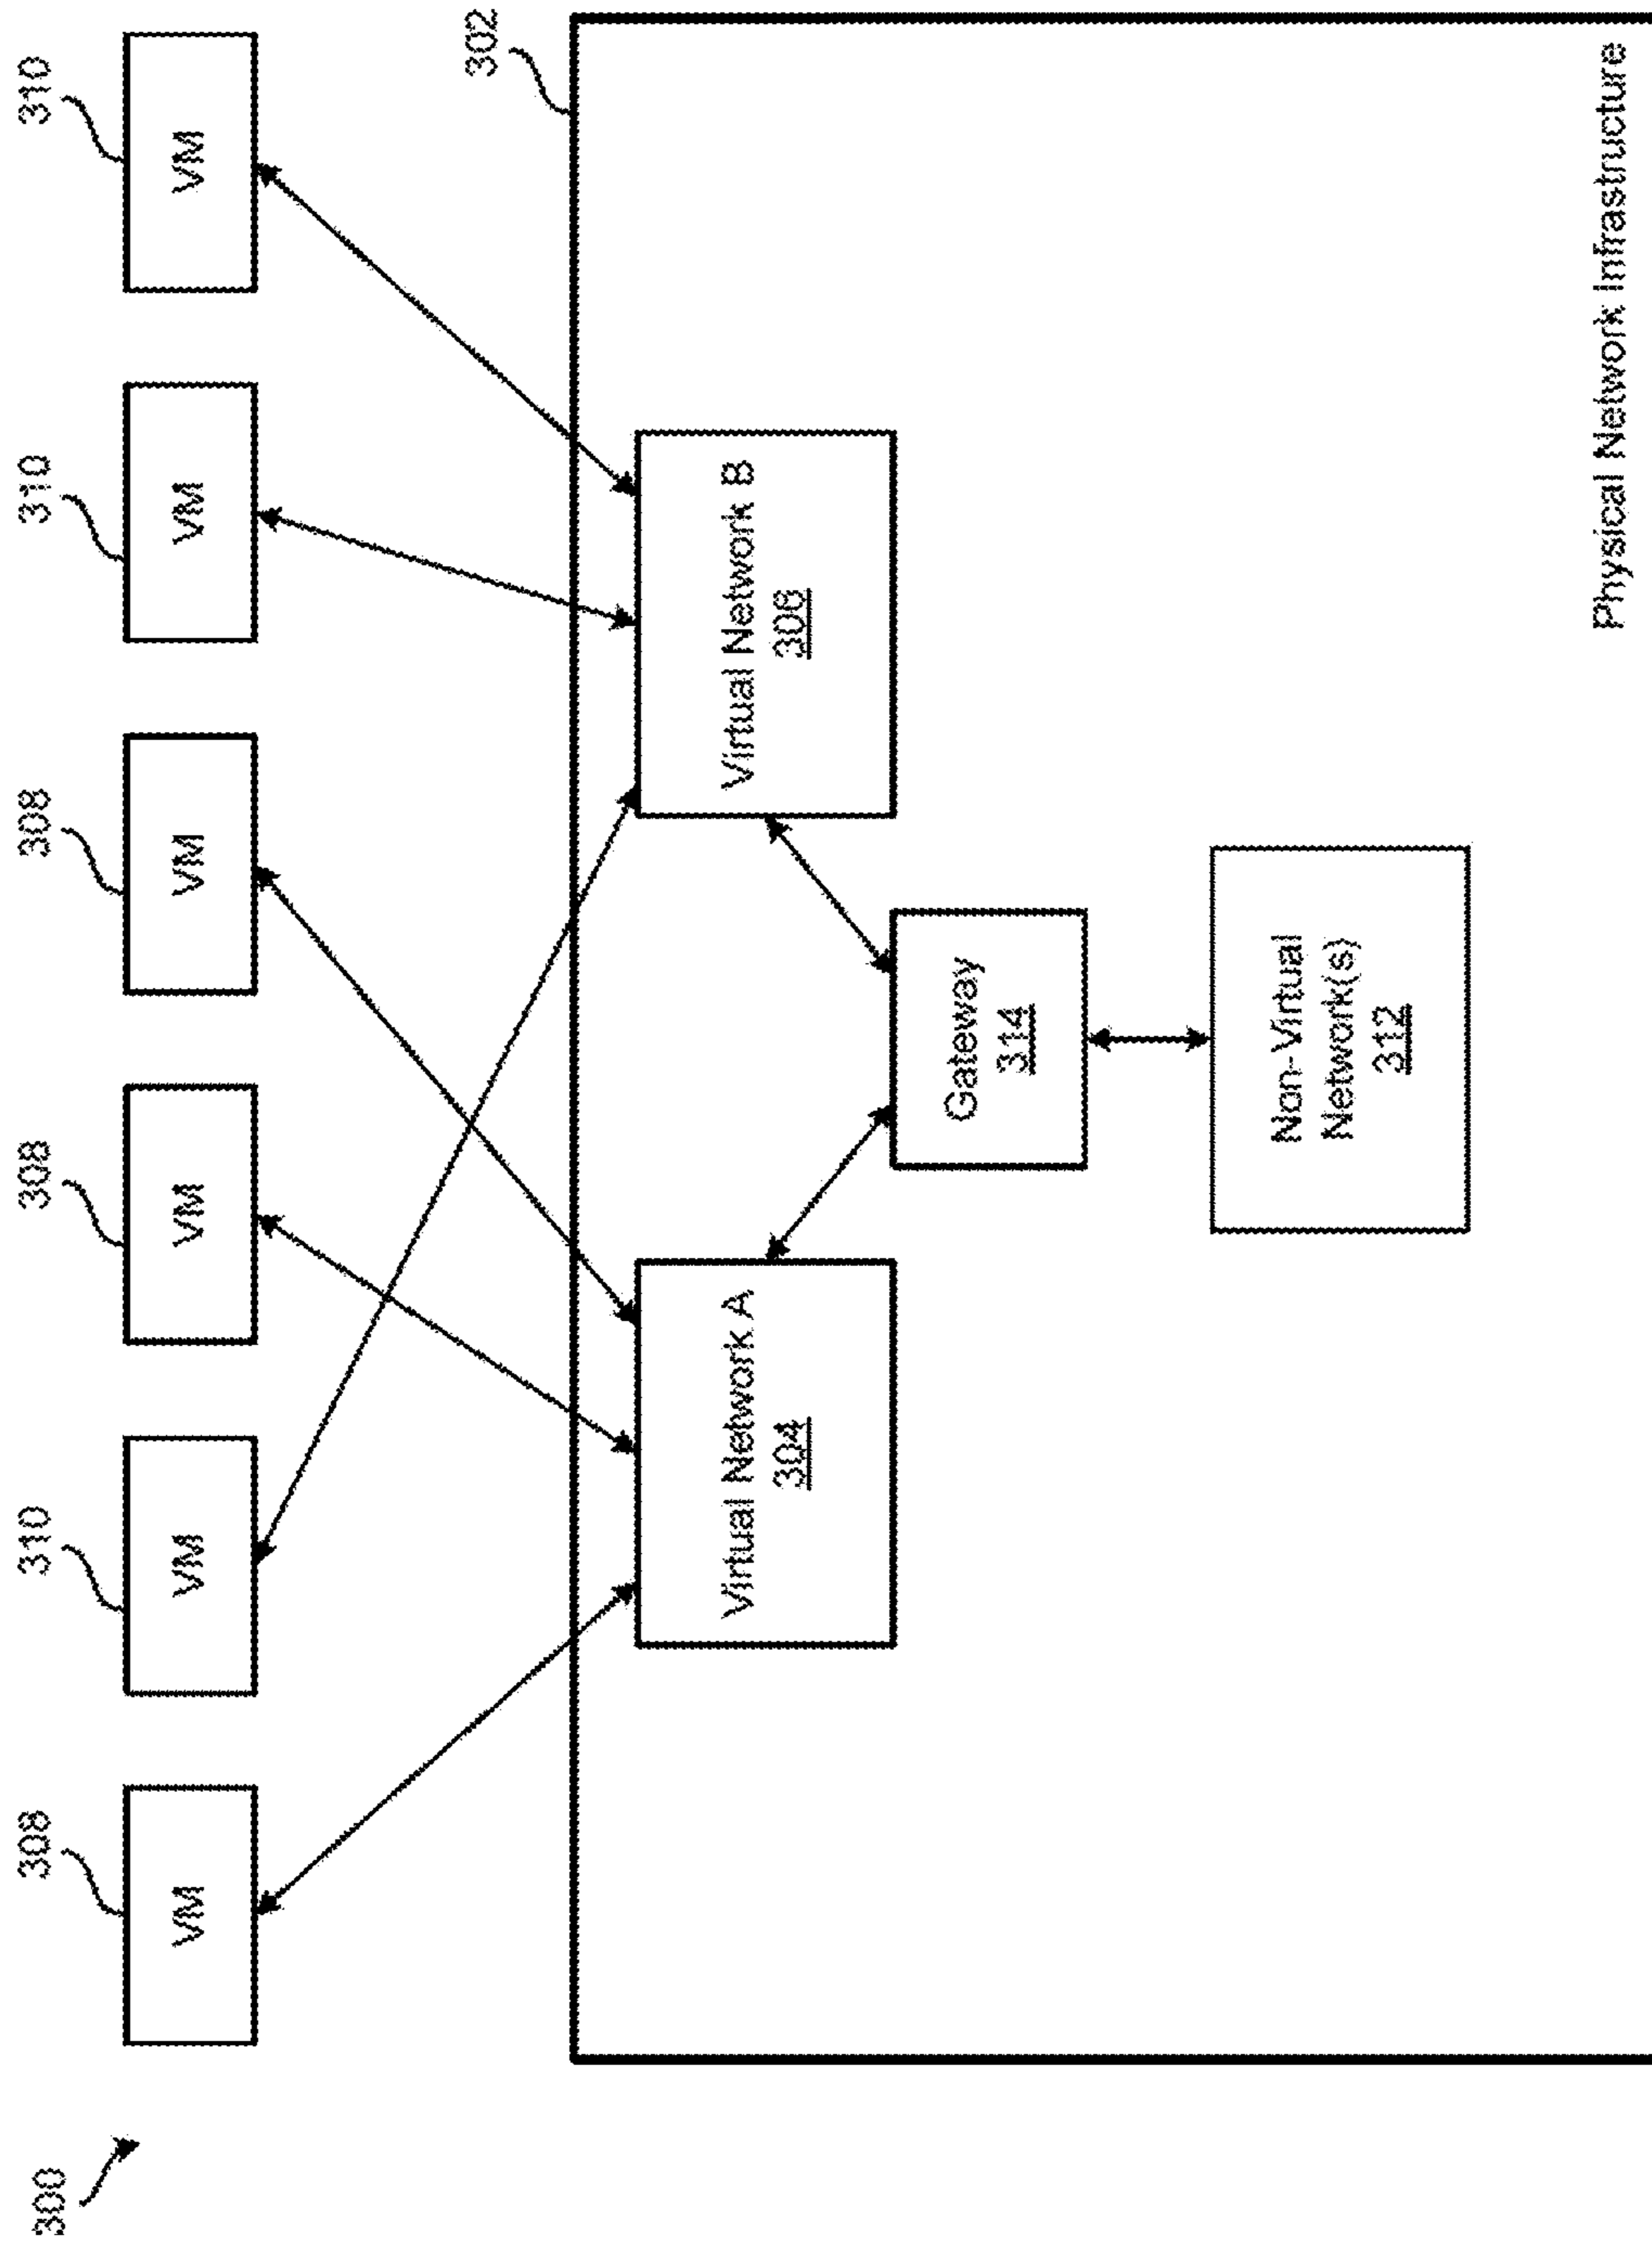 300
308
310
308
308
310
310
VM
VM
VM
VM
VM
VM
302
Virtual Network A
304
Virtual Network B
306
Gateway
314
Non-Virtual
Network(s)
312
Physical Network Infrastructure